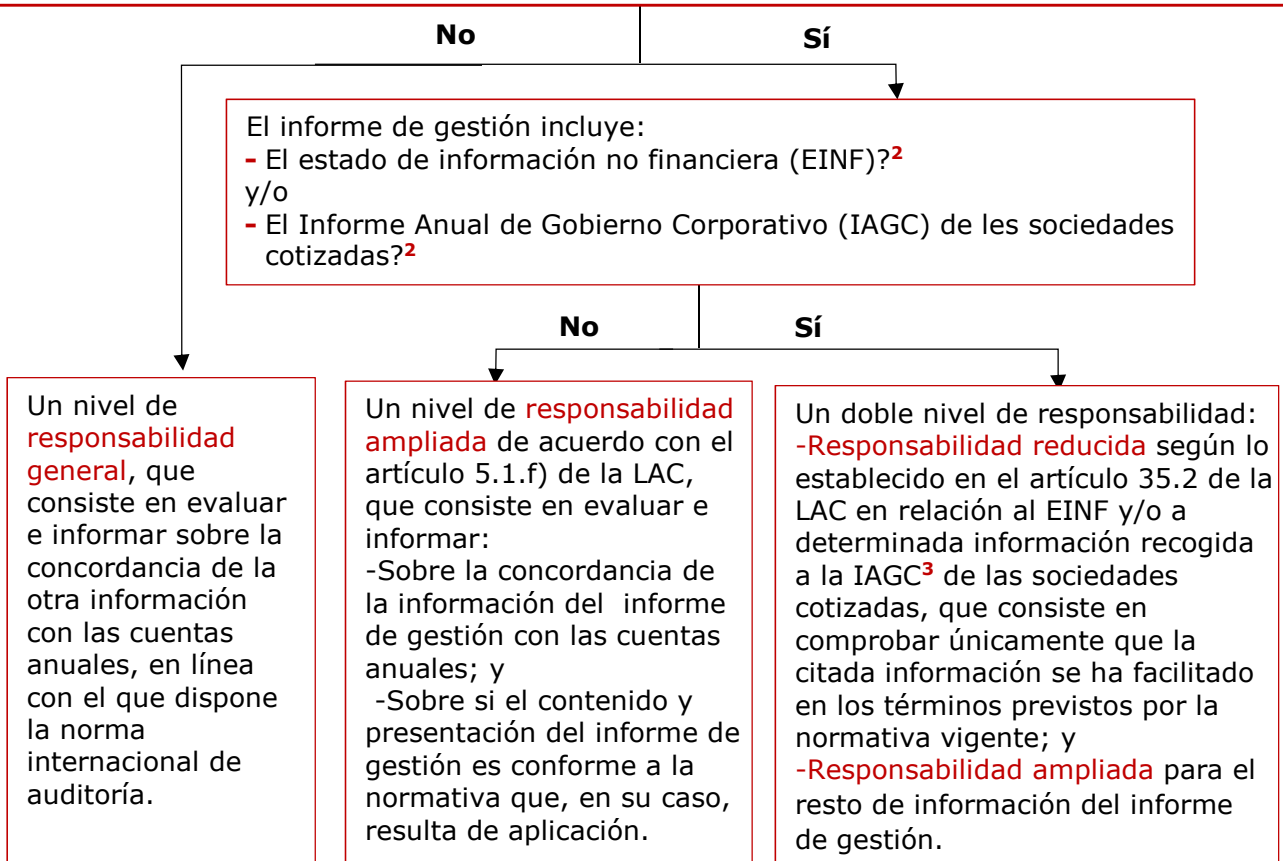 No
Sí
El informe de gestión incluye:
- El estado de información no financiera (EINF)?2
y/o
- El Informe Anual de Gobierno Corporativo (IAGC) de les sociedades
cotizadas?2
No
Sí
Un nivel de
responsabilidad
general, que
consiste en evaluar
e informar sobre la
concordancia de la
otra información
con las cuentas
anuales, en línea
con el que dispone
la norma
internacional de
auditoría.
Un nivel de responsabilidad
ampliada de acuerdo con el
artículo 5.1.f) de la LAC,
que consiste en evaluar e
informar:
-Sobre la concordancia de
la información del informe
de gestión con las cuentas
anuales; y
-Sobre si el contenido y
presentación del informe de
gestión es conforme a la
normativa que, en su caso,
resulta de aplicación.
Un doble nivel de responsabilidad:
-Responsabilidad reducida según lo
establecido en el artículo 35.2 de la
LAC en relación al EINF y/o a
determinada información recogida
a la IAGC3 de las sociedades
cotizadas, que consiste en
comprobar únicamente que la
citada información se ha facilitado
en los términos previstos por la
normativa vigente; y
-Responsabilidad ampliada para el
resto de información del informe
de gestión.